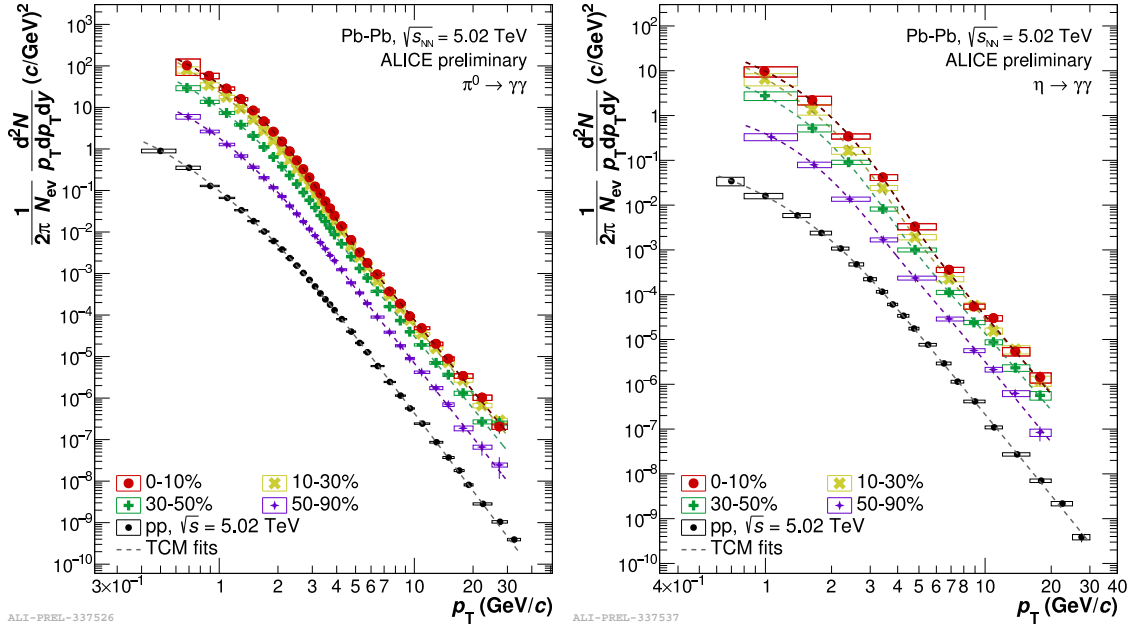 1/2π N_ev d²N/p_T dp_T dy (c/GeV)²
10³
10²
10
1
10⁻¹
10⁻²
10⁻³
10⁻⁴
10⁻⁵
10⁻⁶
10⁻⁷
10⁻⁸
10⁻⁹
10⁻¹⁰
Pb-Pb, √s_NN = 5.02 TeV
ALICE preliminary
π⁰ → γγ
0-10% 10-30%
30-50% 50-90%
pp, √s = 5.02 TeV
TCM fits
3×10⁻¹ 1 2 3 4 5 6 7 10 20 30
p_T (GeV/c)
ALI-PREL-337526
1/2π N_ev d²N/p_T dp_T dy (c/GeV)²
10²
10
1
10⁻¹
10⁻²
10⁻³
10⁻⁴
10⁻⁵
10⁻⁶
10⁻⁷
10⁻⁸
10⁻⁹
10⁻¹⁰
Pb-Pb, √s_NN = 5.02 TeV
ALICE preliminary
η → γγ
0-10% 10-30%
30-50% 50-90%
pp, √s = 5.02 TeV
TCM fits
4×10⁻¹ 1 2 3 4 5 6 7 8 10 20 30 40
p_T (GeV/c)
ALI-PREL-337537